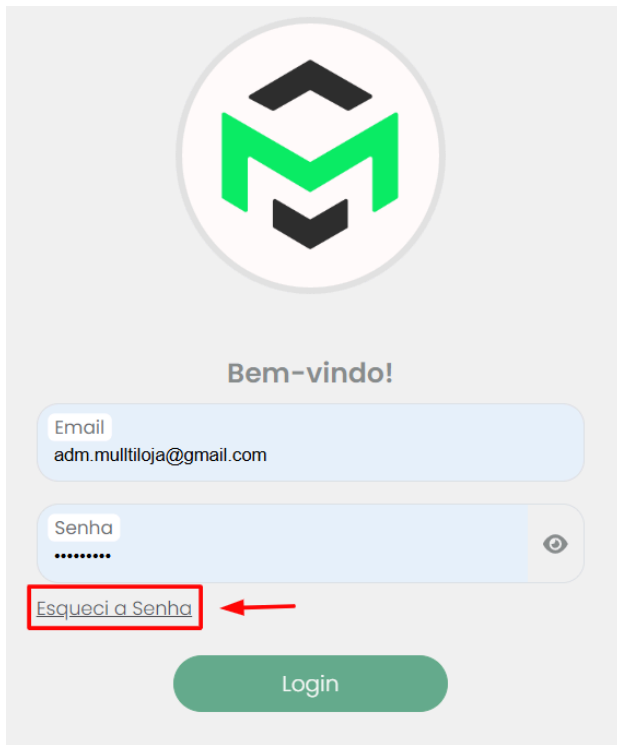 Bem-vindo!
Email
adm.mulltiloja@gmail.com
Senha
•••••••••
Esqueci a Senha
Login